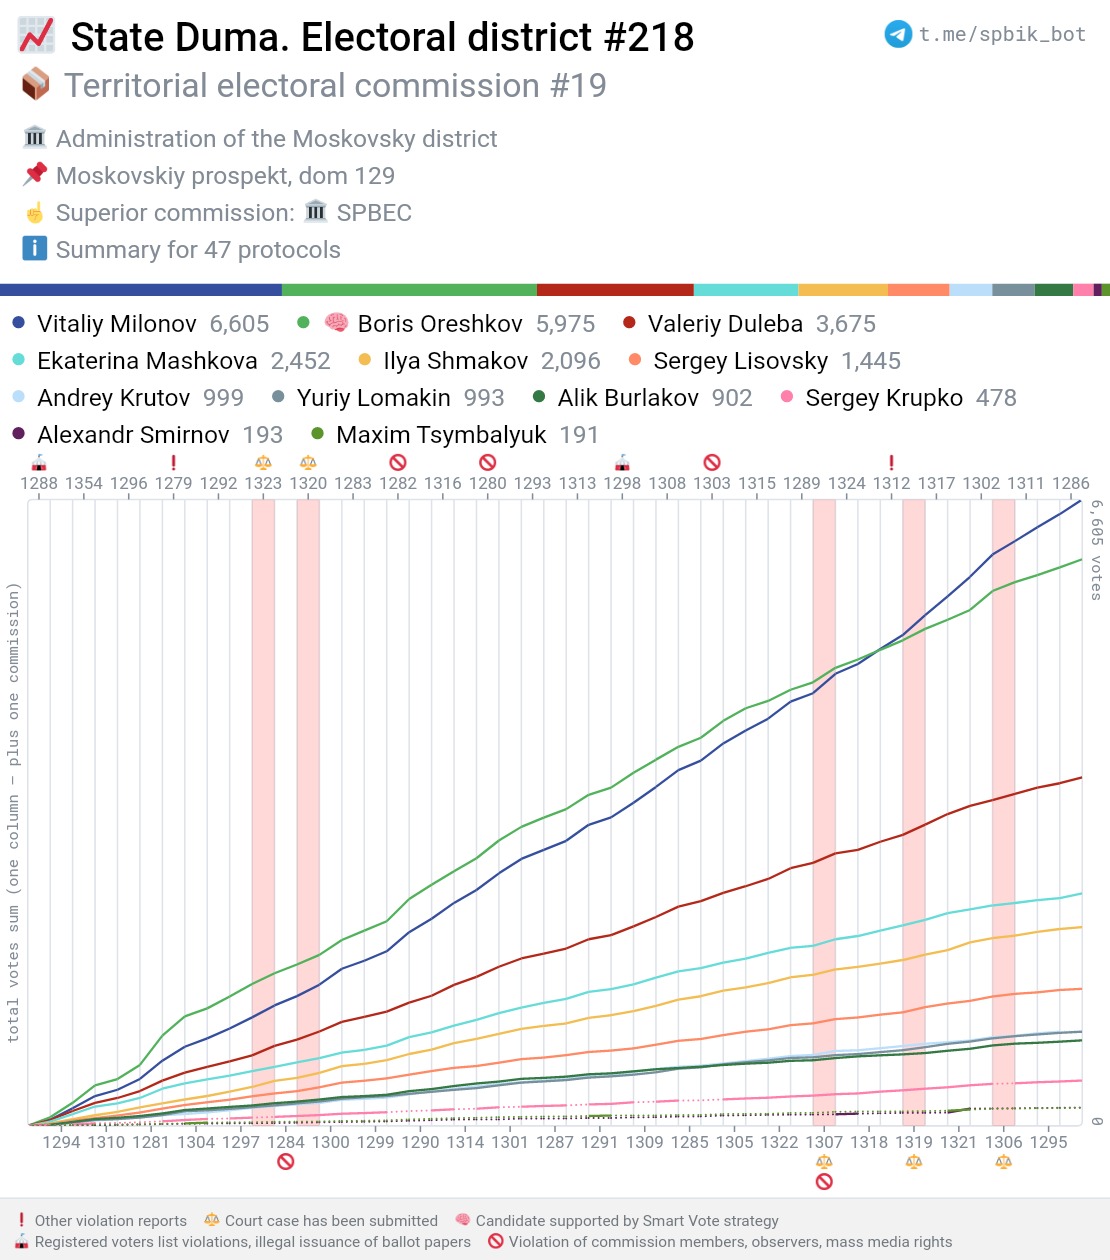 State Duma. Electoral district #218
t.me/spbik_bot
Territorial electoral commission #19
Administration of the Moskovsky district
Moskovskiy prospekt, dom 129
Superior commission: SPBEC
Summary for 47 protocols
Vitaliy Milonov 6,605 Boris Oreshkov 5,975 Valeriy Duleba 3,675
Ekaterina Mashkova 2,452 Ilya Shmakov 2,096 Sergey Lisovsky 1,445
Andrey Krutov 999 Yuriy Lomakin 993 Alik Burlakov 902 Sergey Krupko 478
Alexandr Smirnov 193 Maxim Tsymbalyuk 191
1288 1354 1296 1279 1292 1323 1320 1283 1282 1316 1280 1293 1313 1298 1308 1303 1315 1289 1324 1312 1317 1302 1311 1286
6,605 votes
total votes sum (one column – plus one commission)
0
1294 1310 1281 1304 1297 1284 1300 1299 1290 1314 1301 1287 1291 1309 1285 1305 1322 1307 1318 1319 1321 1306 1295
Other violation reports Court case has been submitted Candidate supported by Smart Vote strategy
Registered voters list violations, illegal issuance of ballot papers Violation of commission members, observers, mass media rights